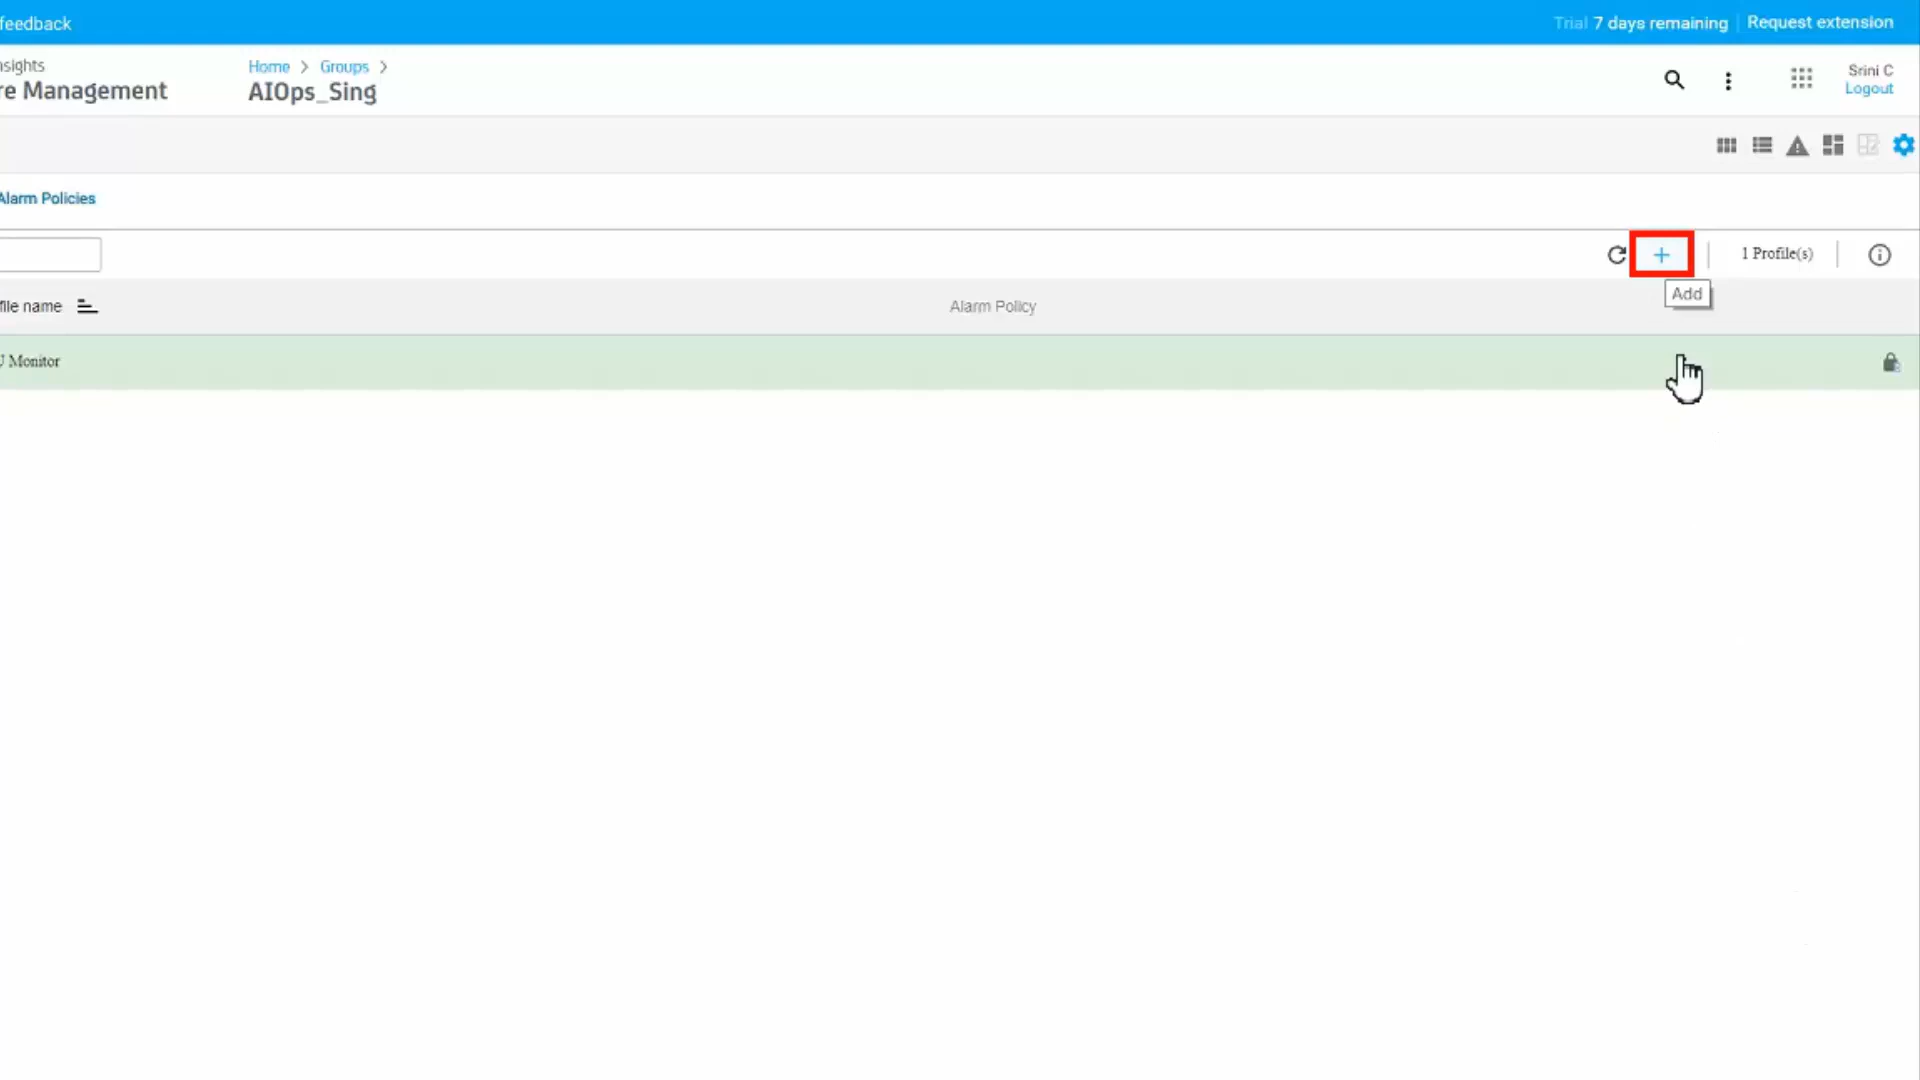 feedback
Trial 7 days remaining Request extension
nsights
re Management
Home > Groups >
AIOps_Sing
Srini C
Logout
Alarm Policies
1 Profile(s)
Add
file name
Alarm Policy
U Monitor